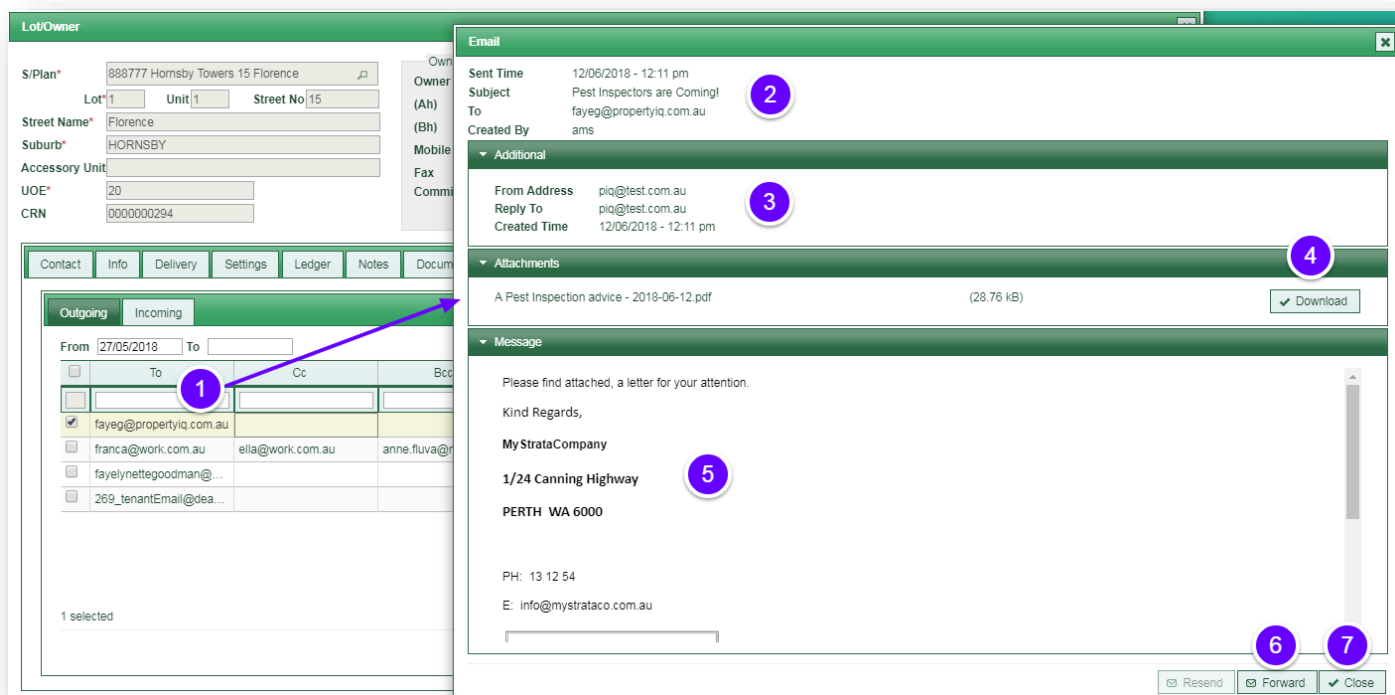 Lot/Owner
S/Plan* 888777 Hornsby Towers 15 Florence
Lot* 1 Unit 1 Street No 15
Street Name* Florence
Suburb* HORNSBY
Accessory Unit
UOE* 20
CRN 0000000294
Own
Owner
(Ah)
(Bh)
Mobile
Fax
Commi
Contact Info Delivery Settings Ledger Notes Docum
Outgoing Incoming
From 27/05/2018 To
To Cc Bcc
1
fayeg@propertyiq.com.au
franca@work.com.au ella@work.com.au anne.fluva@r
fayelynettegoodman@...
269_tenantEmail@dea...
1 selected
Email
Sent Time 12/06/2018 - 12:11 pm
Subject Pest Inspectors are Coming!
To fayeg@propertyiq.com.au
Created By ams
2
Additional
From Address piq@test.com.au
Reply To piq@test.com.au
Created Time 12/06/2018 - 12:11 pm
3
Attachments
4
A Pest Inspection advice - 2018-06-12.pdf (28.76 kB) Download
Message
Please find attached, a letter for your attention.
Kind Regards,
MyStrataCompany
1/24 Canning Highway
5
PERTH WA 6000
PH: 13 12 54
E: info@mystrataco.com.au
6 7
Resend Forward Close